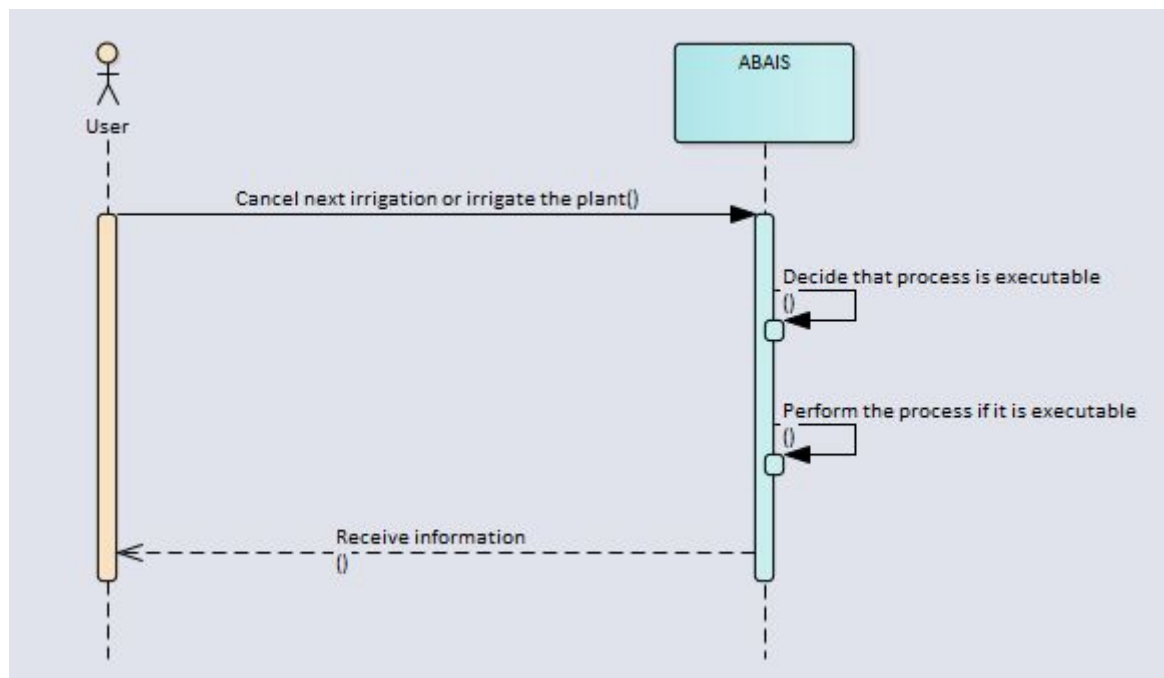 ABAIS
User
Cancel next irrigation or irrigate the plant()
Decide that process is executable
()
Perform the process if it is executable
()
Receive information
()